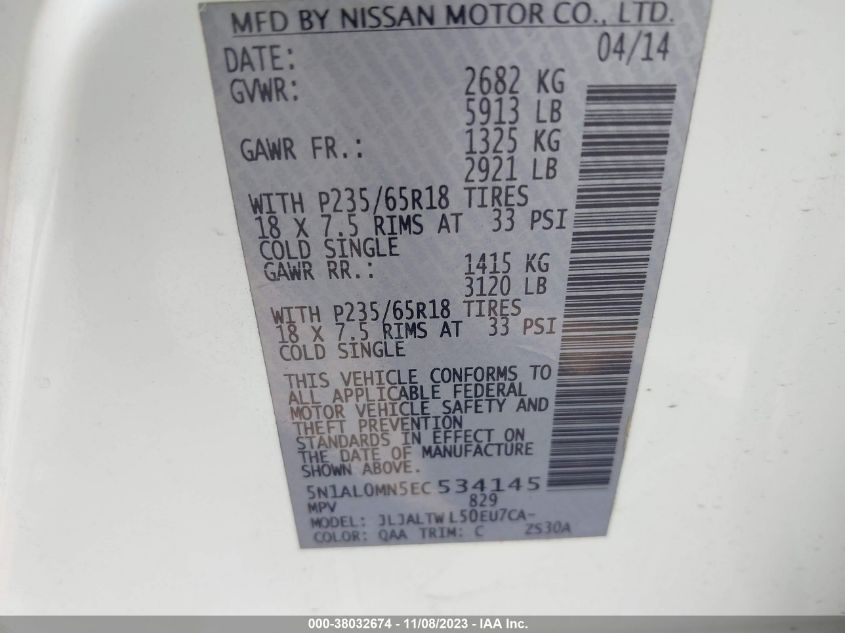 MFD BY NISSAN MOTOR CO., LTD.
DATE: 04/14
GVWR: 2682 KG
5913 LB
GAWR FR.: 1325 KG
2921 LB
WITH P235/65R18 TIRES
18 X 7.5 RIMS AT 33 PSI
COLD SINGLE
GAWR RR.: 1415 KG
3120 LB
WITH P235/65R18 TIRES
18 X 7.5 RIMS AT 33 PSI
COLD SINGLE
THIS VEHICLE CONFORMS TO
ALL APPLICABLE FEDERAL
MOTOR VEHICLE SAFETY AND
THEFT PREVENTION
STANDARDS IN EFFECT ON
THE DATE OF MANUFACTURE
SHOWN ABOVE.
5N1AL0MN5EC534145
MPV 829
MODEL: JLJALTWL50EU7CA-
COLOR: QAA TRIM: C ZS30A
000-38032674 - 11/08/2023 - IAA Inc.